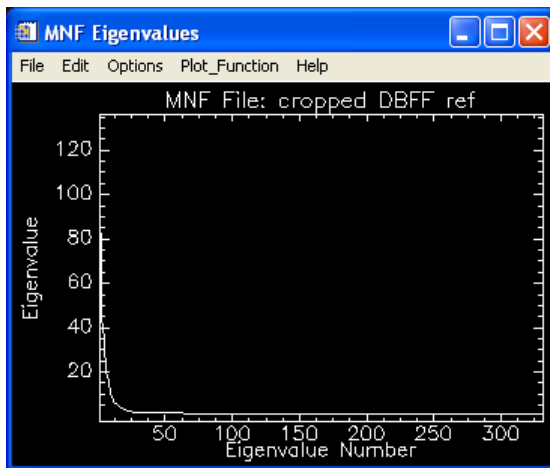 MNF Eigenvalues
File Edit Options Plot_Function Help
MNF File: cropped DBFF ref
120
100
80
60
40
20
Eigenvalue
50 100 150 200 250 300
Eigenvalue Number